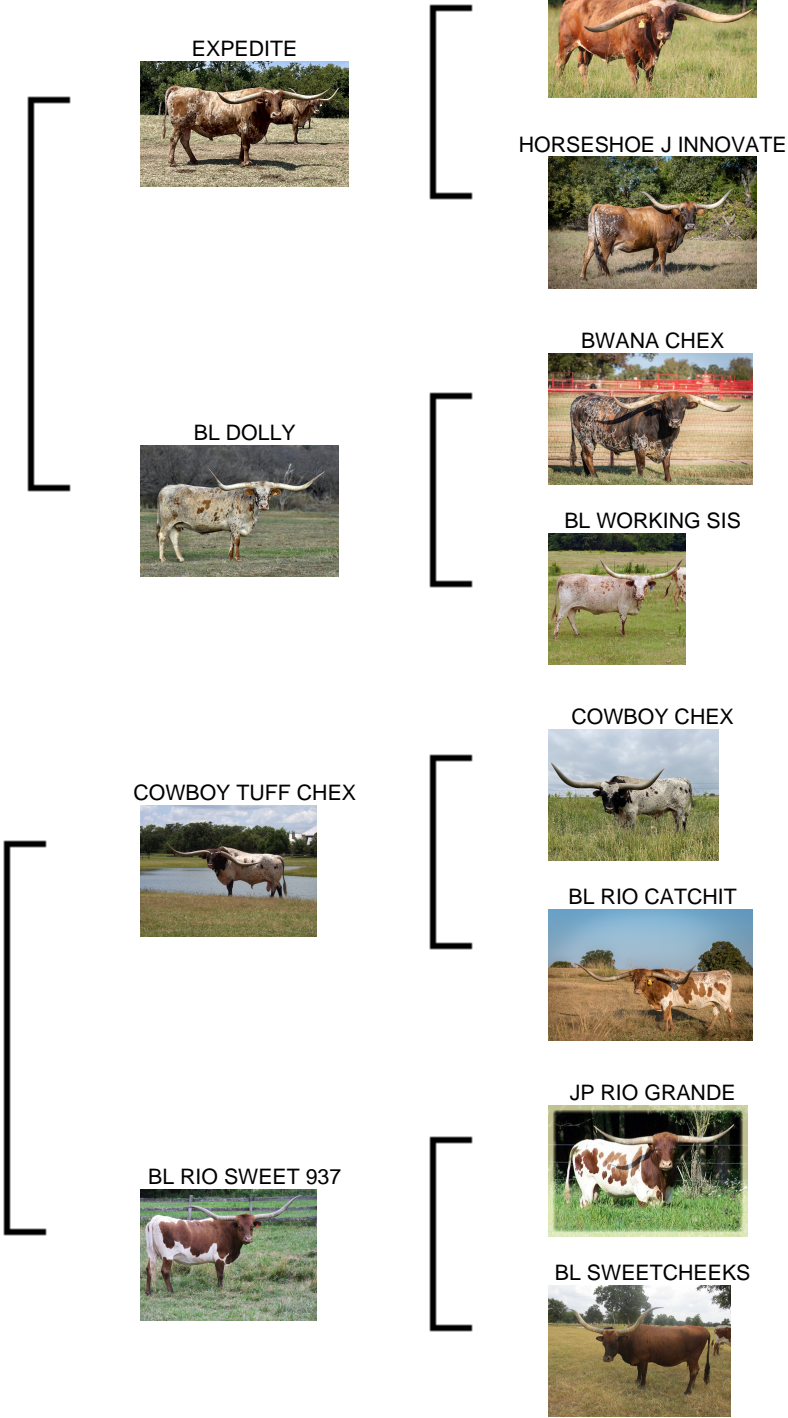 EXPEDITE
HORSESHOE J INNOVATE
BWANA CHEX
BL DOLLY
BL WORKING SIS
COWBOY CHEX
COWBOY TUFF CHEX
BL RIO CATCHIT
JP RIO GRANDE
BL RIO SWEET 937
BL SWEETCHEEKS